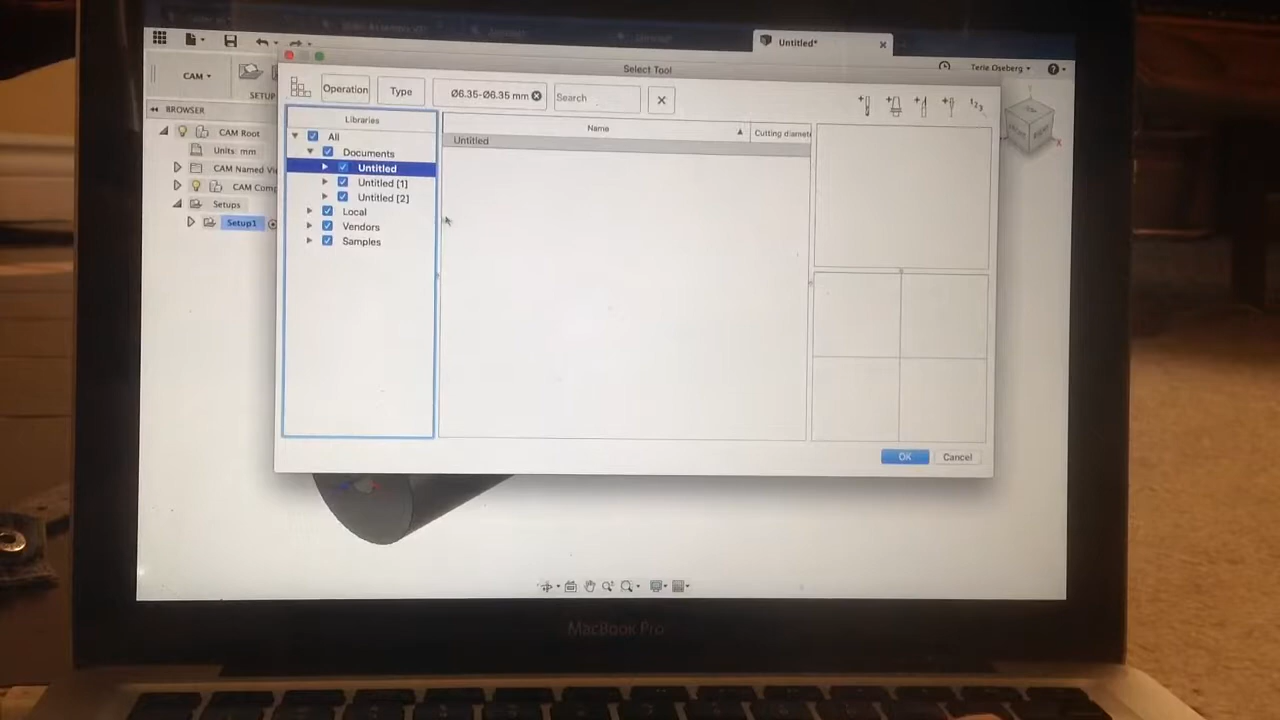 Untitled*
CAM
SETUP
Terje Oseberg
Select Tool
Operation
Type
Ø6.35-Ø6.35 mm
Search
BROWSER
CAM Root
Units: mm
CAM Named Vi
CAM Comp
Setups
Setup1
Libraries
All
Documents
Untitled
Untitled [1]
Untitled [2]
Local
Vendors
Samples
Name
Cutting diamet
Untitled
OK
Cancel
MacBook Pro